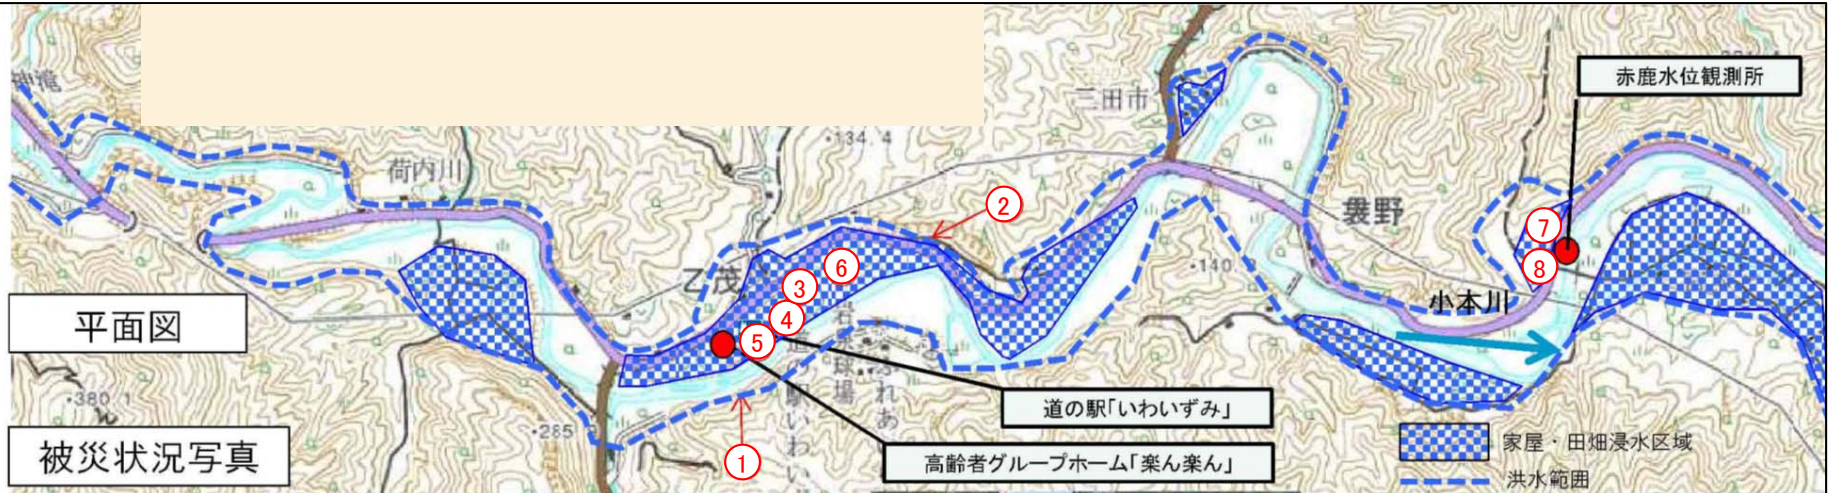 赤鹿水位観測所
三田市
・134.4
荷内川
②
袰野
⑦
⑥
⑧
乙茂
③
小本川
④
平面図
⑤
道の駅「いわいずみ」
・380.1
・285
家屋・田畑浸水区域
被災状況写真
①
高齢者グループホーム「楽ん楽ん」
洪水範囲